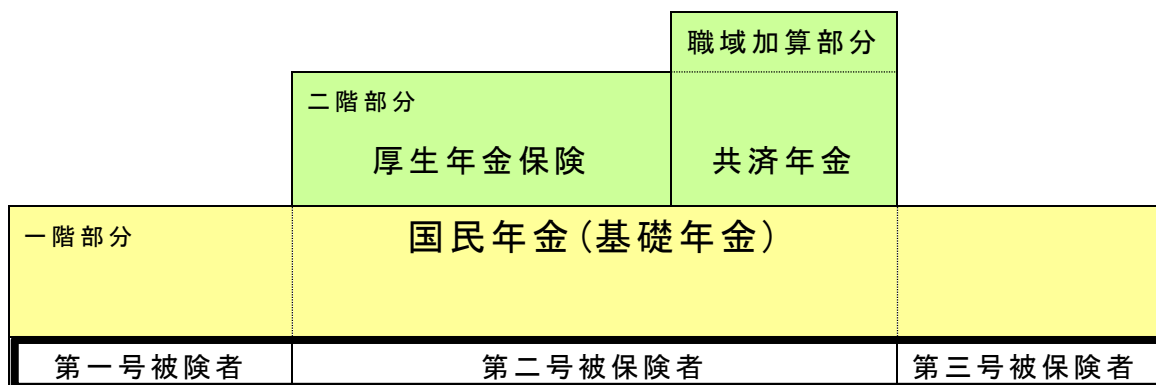 職域加算部分
二階部分
厚生年金保険
共済年金
一階部分
国民年金(基礎年金)
第一号被険者
第二号被保険者
第三号被保険者